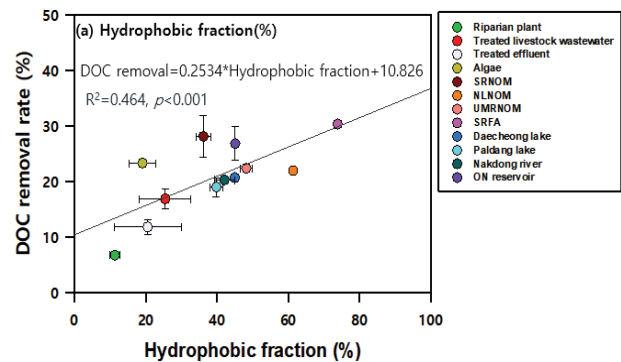 (a) Hydrophobic fraction(%)
DOC removal=0.2534*Hydrophobic fraction+10.826
R²=0.464, p<0.001
DOC removal rate (%)
50
40
30
20
10
0
0 20 40 60 80 100
Hydrophobic fraction (%)
Riparian plant
Treated livestock wastewater
Treated effluent
Algae
SRNOM
NLNOM
UMRNOM
SRFA
Daecheong lake
Paldang lake
Nakdong river
ON reservoir